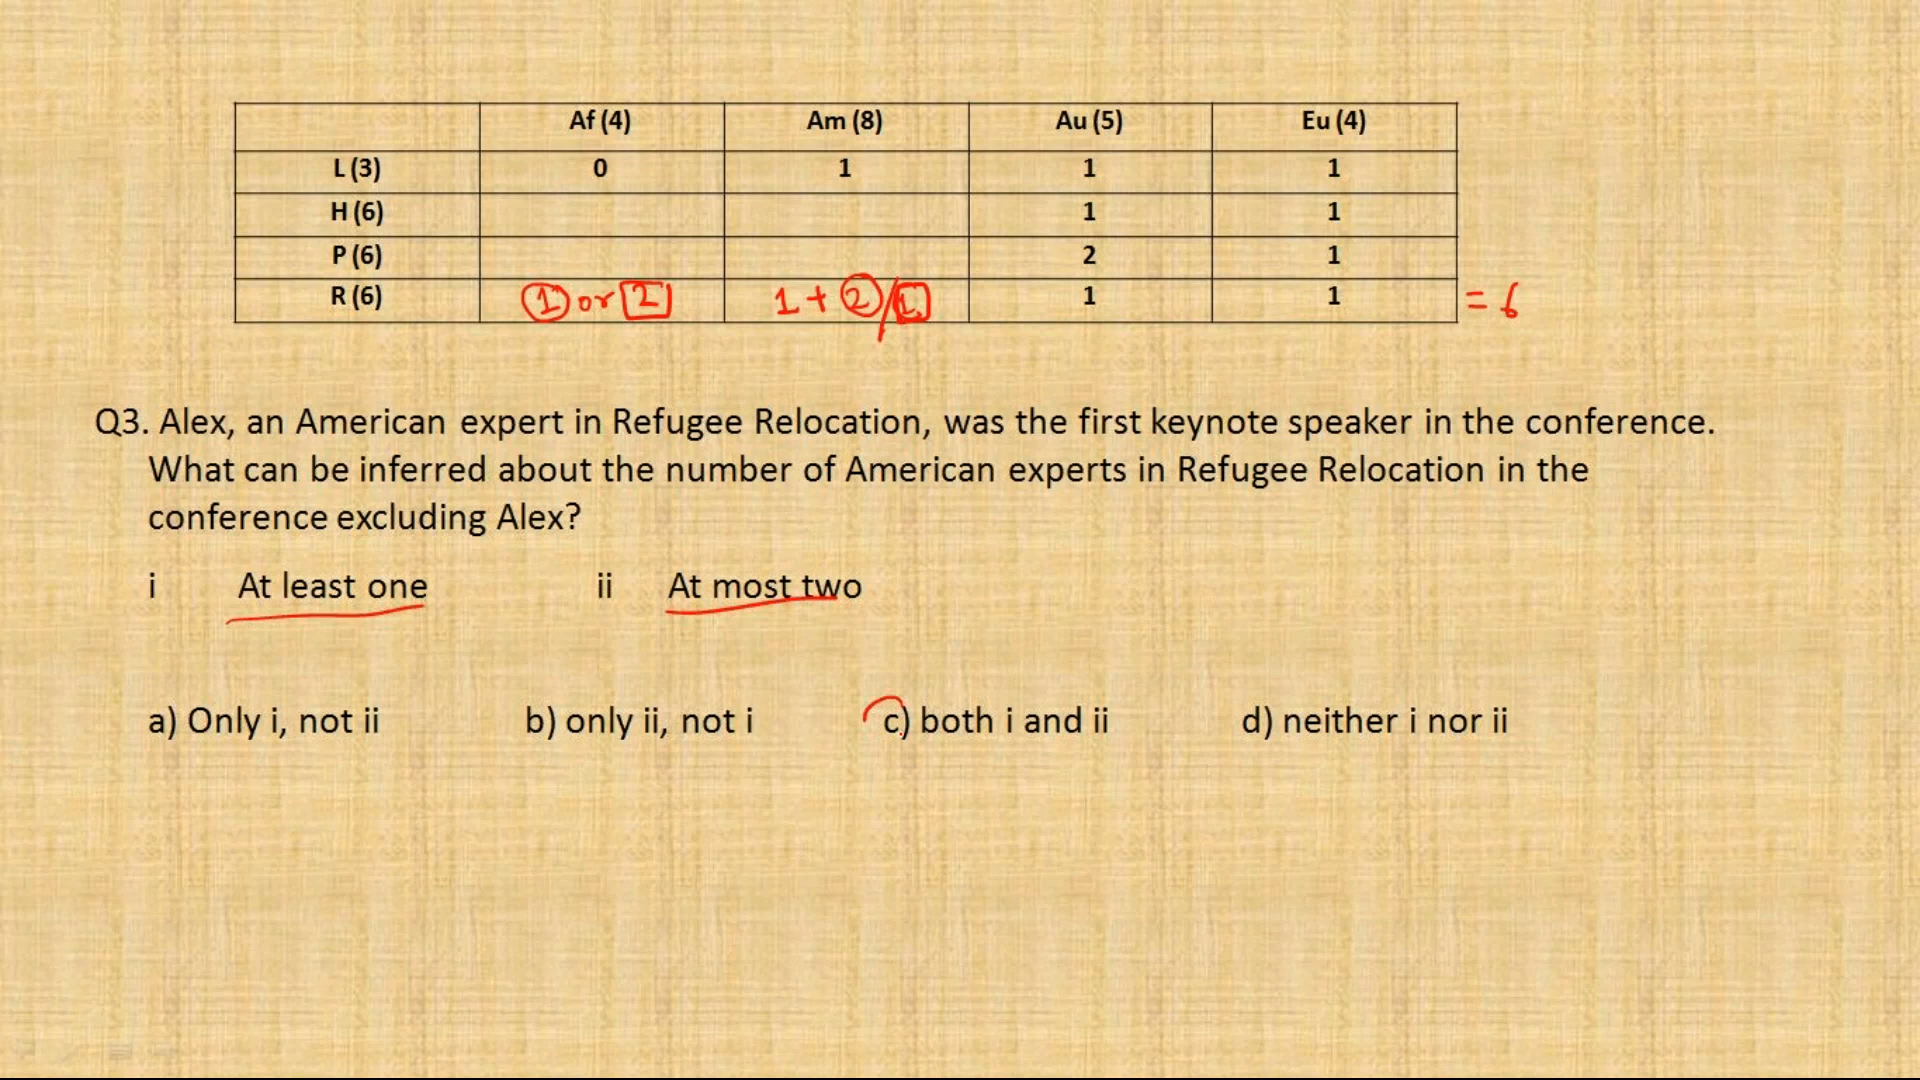 Af (4) Am (8) Au (5) Eu (4)
L (3) 0 1 1 1
H (6) 1 1
P (6) 2 1
R (6) 1 or 2 1 + 2 / 1 1 1 = 6
Q3. Alex, an American expert in Refugee Relocation, was the first keynote speaker in the conference.
What can be inferred about the number of American experts in Refugee Relocation in the
conference excluding Alex?
i At least one ii At most two
a) Only i, not ii b) only ii, not i c) both i and ii d) neither i nor ii